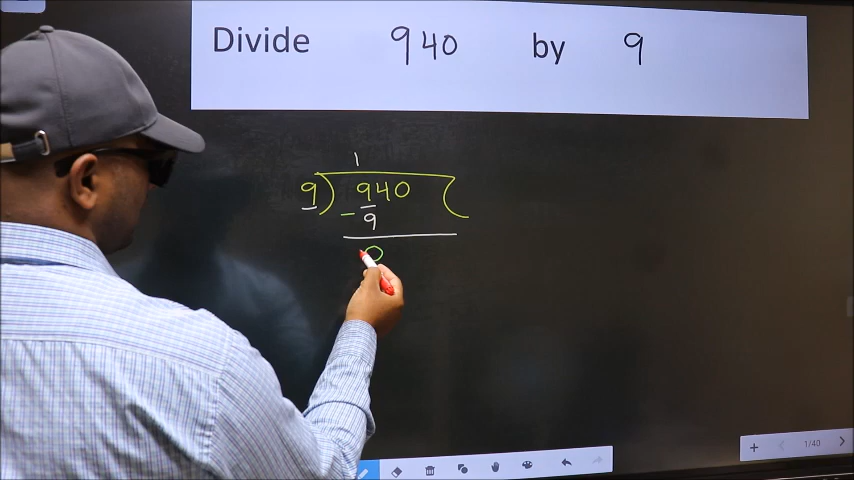 Divide 940 by 9
1
9) 940 (
- 9
0
+ < 1/40 >